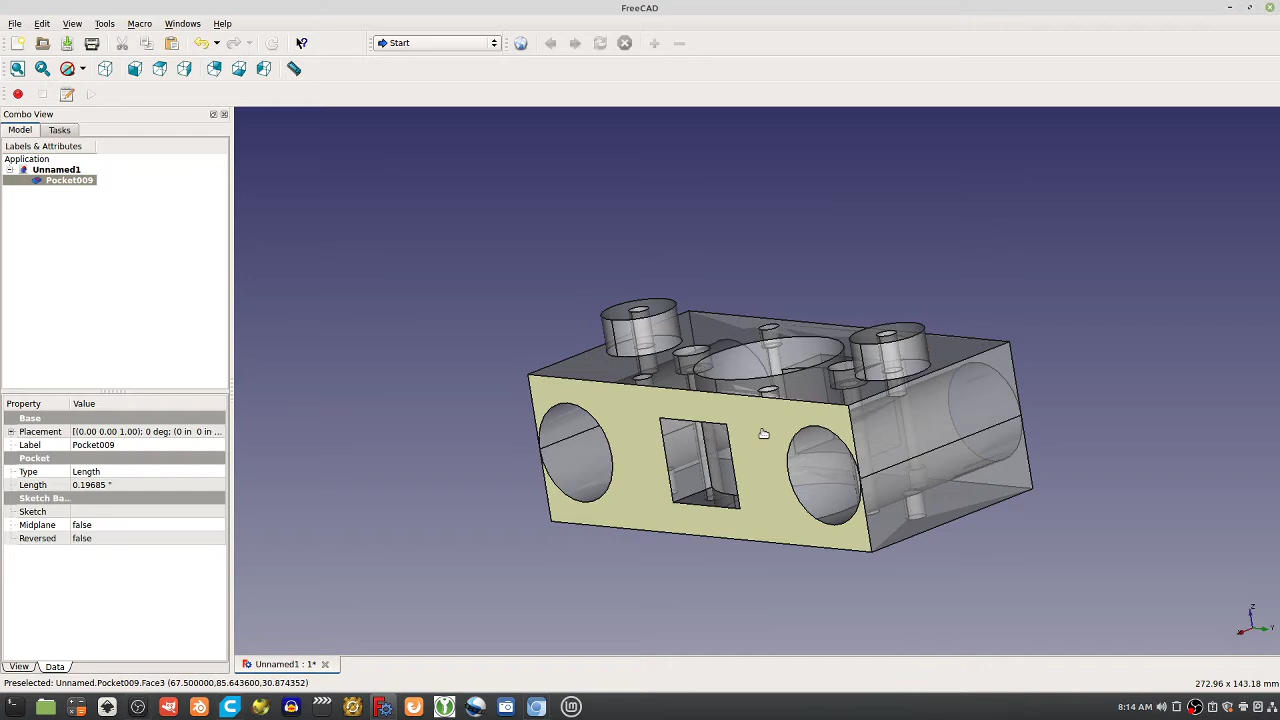 FreeCAD
File Edit View Tools Macro Windows Help
Start
Combo View
Model Tasks
Labels & Attributes
Application
Unnamed1
Pocket009
Property Value
Base
Placement [(0.00 0.00 1.00); 0 deg; (0 in 0 in ...
Label Pocket009
Pocket
Type Length
Length 0.19685 "
Sketch Ba...
Sketch
Midplane false
Reversed false
View Data
Unnamed1 : 1*
Z
Y
Preselected: Unnamed.Pocket009.Face3 (67.500000,85.643600,30.874352)
272.96 x 143.18 mm
8:14 AM